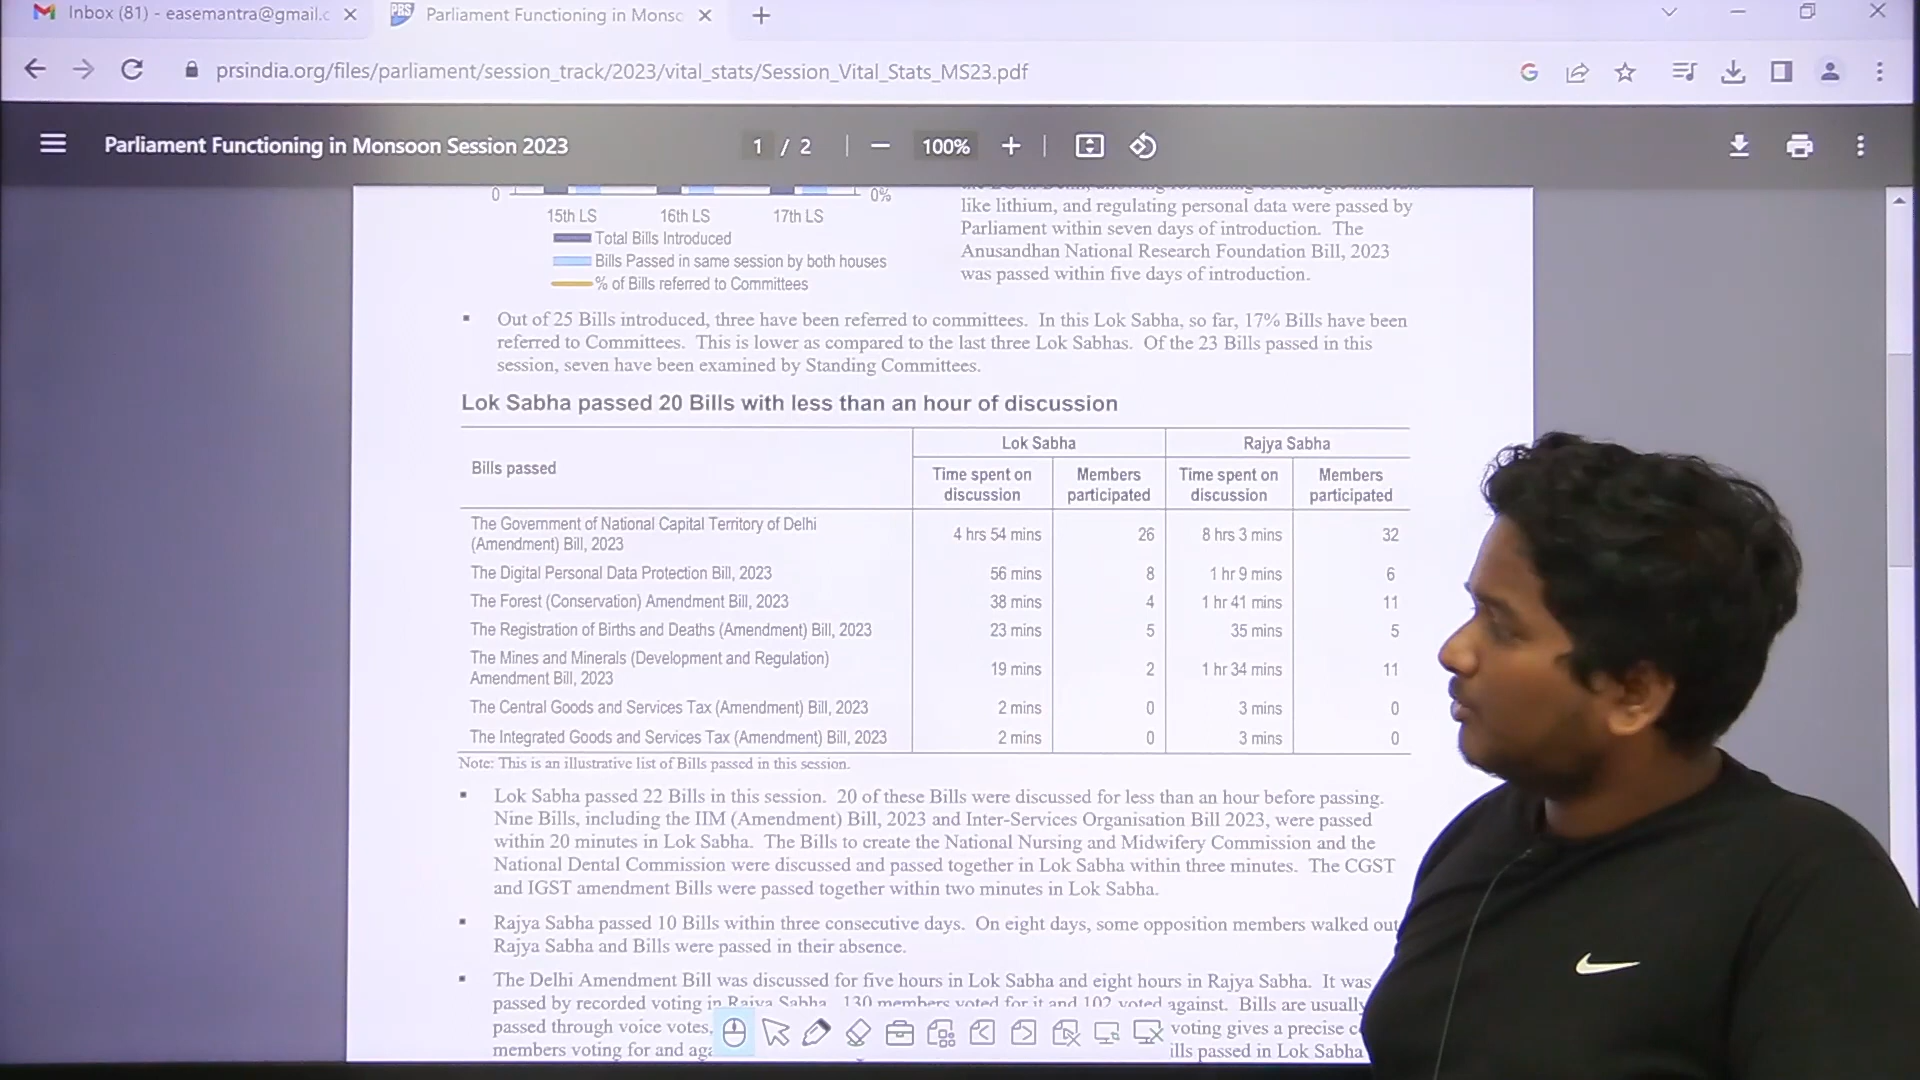 Inbox (81) - easemantra@gmail.c
PRS Parliament Functioning in Monsc
prsindia.org/files/parliament/session_track/2023/vital_stats/Session_Vital_Stats_MS23.pdf
Parliament Functioning in Monsoon Session 2023
1 / 2
100%
0 0%
15th LS 16th LS 17th LS
Total Bills Introduced
Bills Passed in same session by both houses
% of Bills referred to Committees
like lithium, and regulating personal data were passed by
Parliament within seven days of introduction. The
Anusandhan National Research Foundation Bill, 2023
was passed within five days of introduction.
Out of 25 Bills introduced, three have been referred to committees. In this Lok Sabha, so far, 17% Bills have been
referred to Committees. This is lower as compared to the last three Lok Sabhas. Of the 23 Bills passed in this
session, seven have been examined by Standing Committees.
Lok Sabha passed 20 Bills with less than an hour of discussion
Lok Sabha Rajya Sabha
Bills passed
Time spent on Members Time spent on Members
discussion participated discussion participated
The Government of National Capital Territory of Delhi
(Amendment) Bill, 2023 4 hrs 54 mins 26 8 hrs 3 mins 32
The Digital Personal Data Protection Bill, 2023 56 mins 8 1 hr 9 mins 6
The Forest (Conservation) Amendment Bill, 2023 38 mins 4 1 hr 41 mins 11
The Registration of Births and Deaths (Amendment) Bill, 2023 23 mins 5 35 mins 5
The Mines and Minerals (Development and Regulation)
Amendment Bill, 2023 19 mins 2 1 hr 34 mins 11
The Central Goods and Services Tax (Amendment) Bill, 2023 2 mins 0 3 mins 0
The Integrated Goods and Services Tax (Amendment) Bill, 2023 2 mins 0 3 mins 0
Note: This is an illustrative list of Bills passed in this session.
Lok Sabha passed 22 Bills in this session. 20 of these Bills were discussed for less than an hour before passing.
Nine Bills, including the IIM (Amendment) Bill, 2023 and Inter-Services Organisation Bill 2023, were passed
within 20 minutes in Lok Sabha. The Bills to create the National Nursing and Midwifery Commission and the
National Dental Commission were discussed and passed together in Lok Sabha within three minutes. The CGST
and IGST amendment Bills were passed together within two minutes in Lok Sabha.
Rajya Sabha passed 10 Bills within three consecutive days. On eight days, some opposition members walked out
Rajya Sabha and Bills were passed in their absence.
The Delhi Amendment Bill was discussed for five hours in Lok Sabha and eight hours in Rajya Sabha. It was
passed by recorded voting in Rajya Sabha. 130 members voted for it and 102 voted against. Bills are usually
passed through voice votes, voting gives a precise c
members voting for and aga ills passed in Lok Sabha